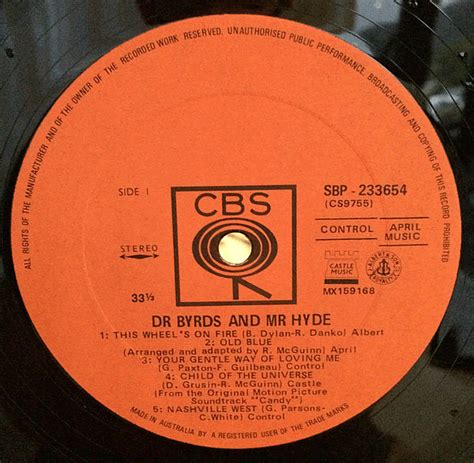 ALL RIGHTS OF THE MANUFACTURER AND OF THE OWNER OF THE RECORDED WORK RESERVED. UNAUTHORISED PUBLIC PERFORMANCE, BROADCASTING AND COPYING OF THIS RECORD PROHIBITED
SIDE 1
CBS
SBP - 233654
(CS9755)
STEREO
CONTROL
APRIL MUSIC
CASTLE MUSIC
33⅓
MX159168
DR BYRDS AND MR HYDE
1: THIS WHEEL'S ON FIRE (B. Dylan-R. Danko) Albert
2: OLD BLUE
(Arranged and adapted by R. McGuinn) April
3: YOUR GENTLE WAY OF LOVING ME
(G. Paxton-F. Guilbeau) Control
4: CHILD OF THE UNIVERSE
(D. Grusin-R. McGuinn) Castle
(From the Original Motion Picture
Soundtrack "Candy")
5: NASHVILLE WEST (G. Parsons-
C.White) Control
MADE IN AUSTRALIA BY A REGISTERED USER OF THE TRADE MARKS